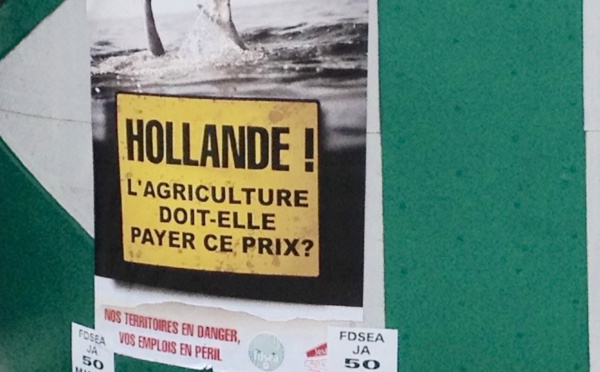 HOLLANDE !
L'AGRICULTURE
DOIT-ELLE
PAYER CE PRIX?
NOS TERRITOIRES EN DANGER,
VOS EMPLOIS EN PERIL
FDSEA
JA
50
FDSEA
JA
50